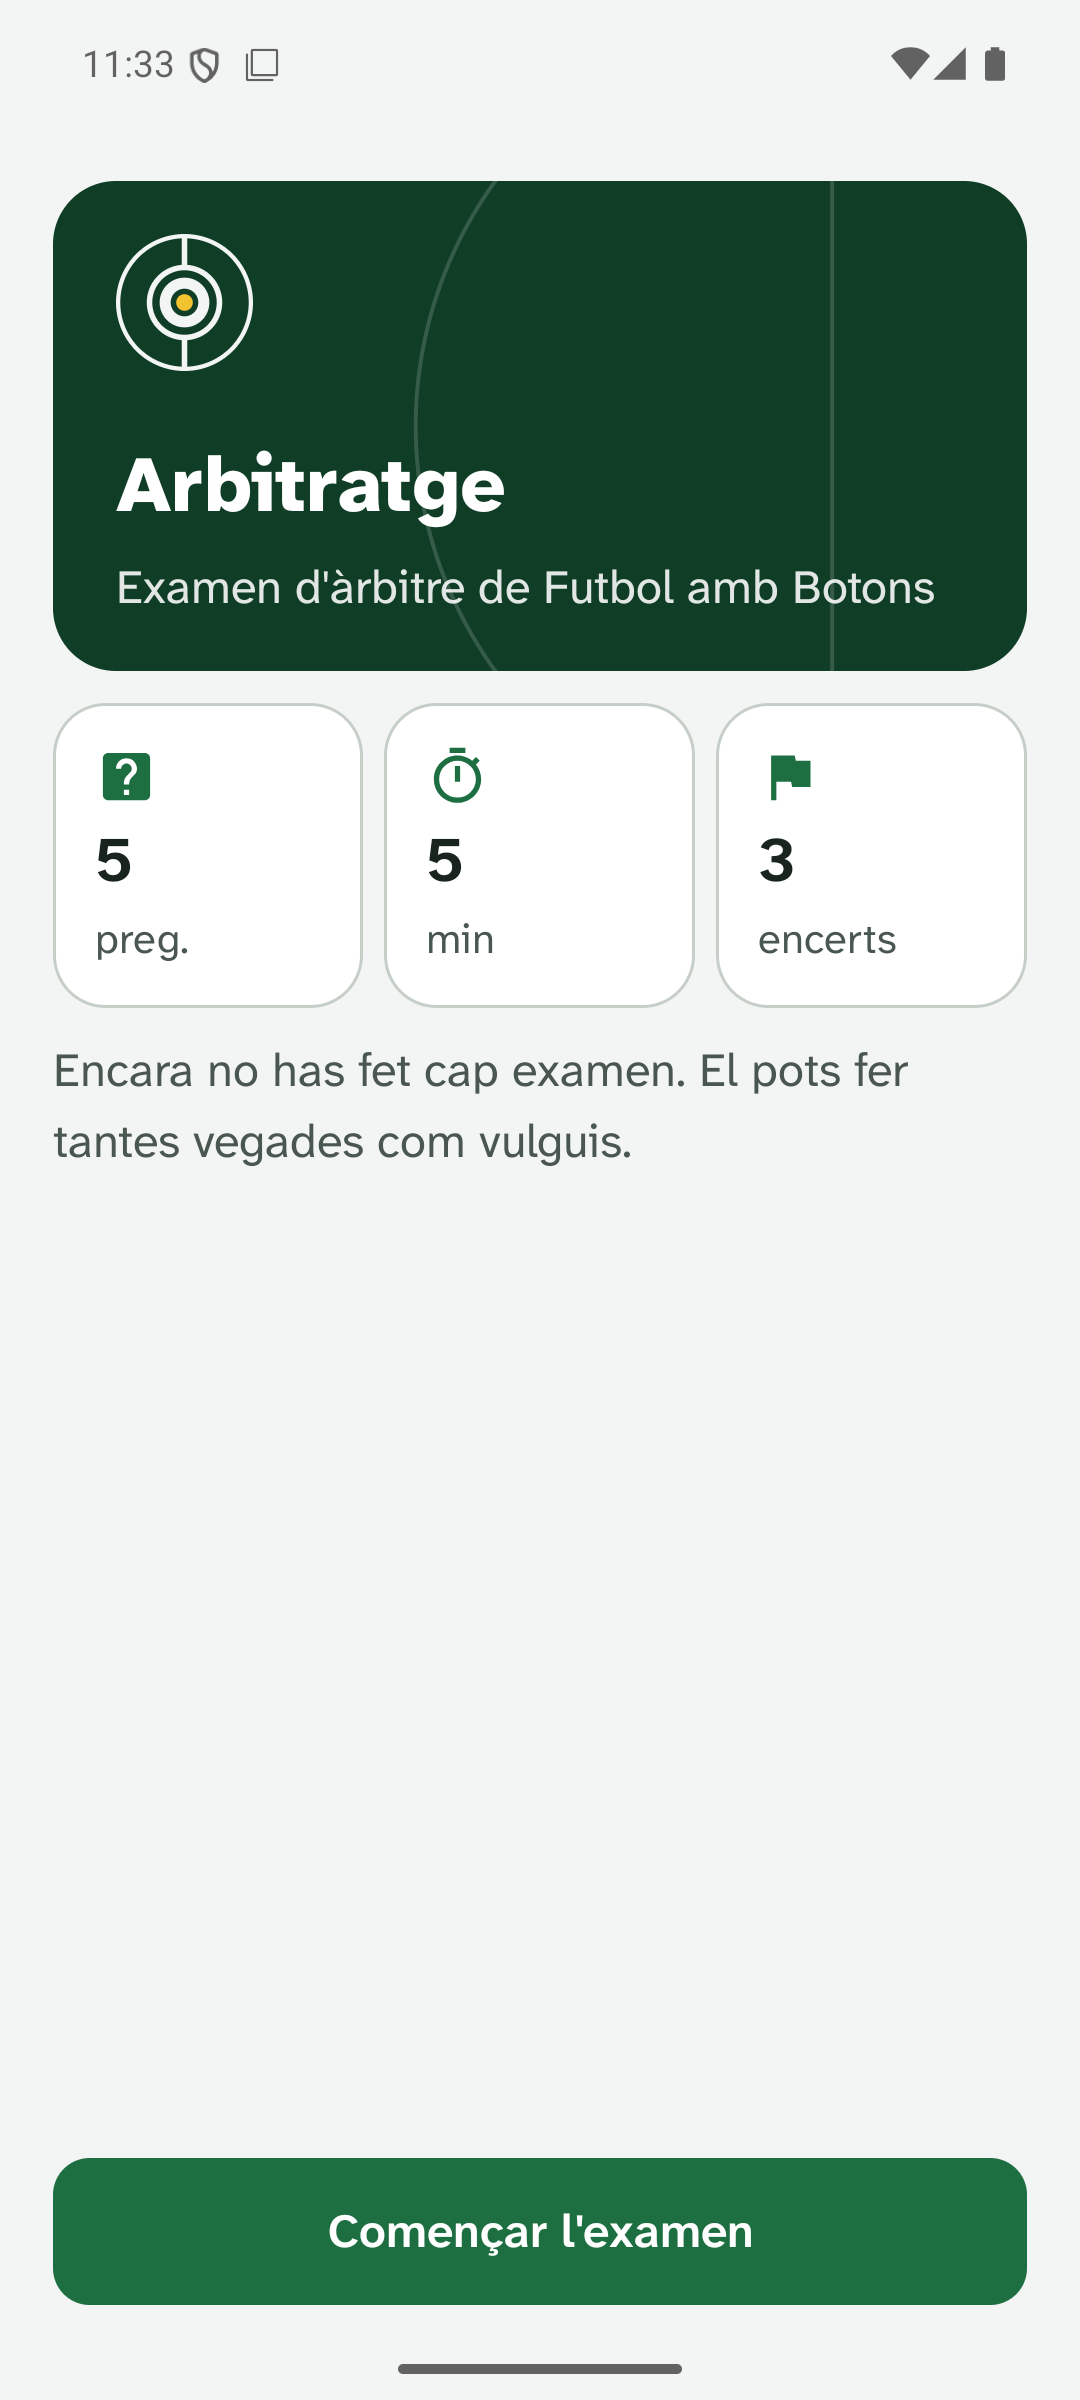 11:33
Arbitratge
Examen d'àrbitre de Futbol amb Botons
5
preg.
5
min
3
encerts
Encara no has fet cap examen. El pots fer
tantes vegades com vulguis.
Començar l'examen